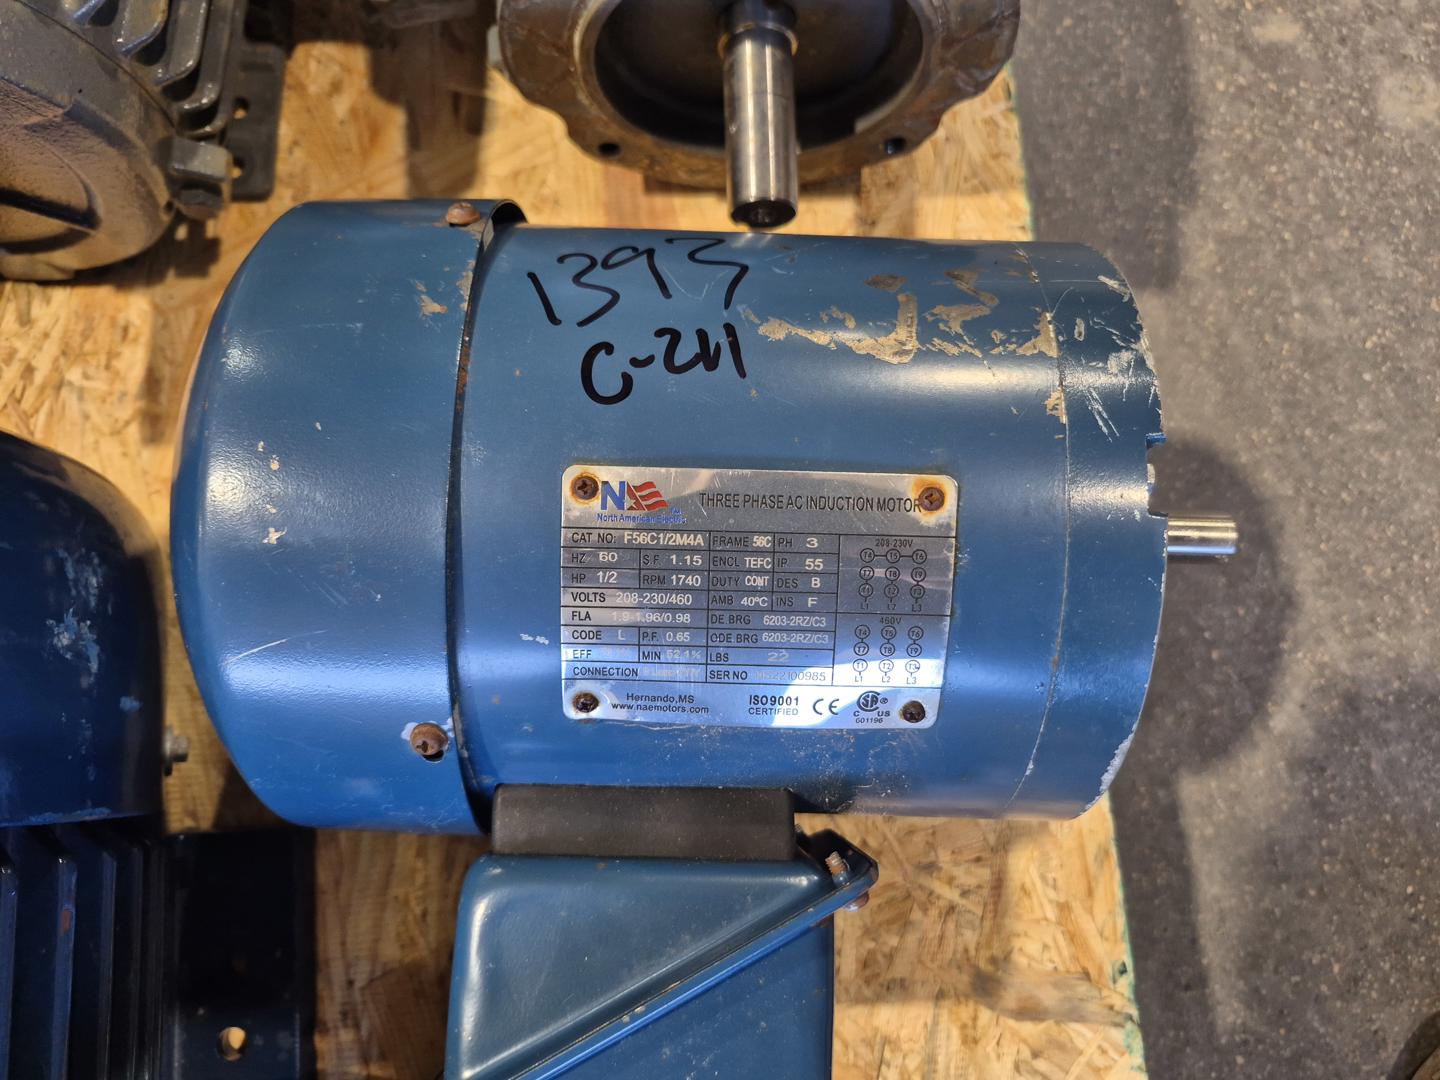 1393
C-2H
N
TM
North American Electric
THREE PHASE AC INDUCTION MOTOR
CAT NO: F56C1/2M4A FRAME 56C PH 3
HZ 60 S.F. 1.15 ENCL TEFC IP 55
HP 1/2 RPM 1740 DUTY CONT DES B
VOLTS 208-230/460 AMB 40°C INS F
FLA 1.9-1.96/0.98 DE BRG 6203-2RZ/C3
CODE L P.F. 0.65 ODE BRG 6203-2RZ/C3
EFF MIN LBS 22
CONNECTION SER NO
208-230V
T4 T5 T6
T7 T8 T9
T1 T2 T3
L1 L2 L3
460V
T4 T5 T6
T7 T8 T9
T1 T2 T3
L1 L2 L3
Hernando,MS
www.naemotors.com
ISO9001
CERTIFIED
CE
C US
601196